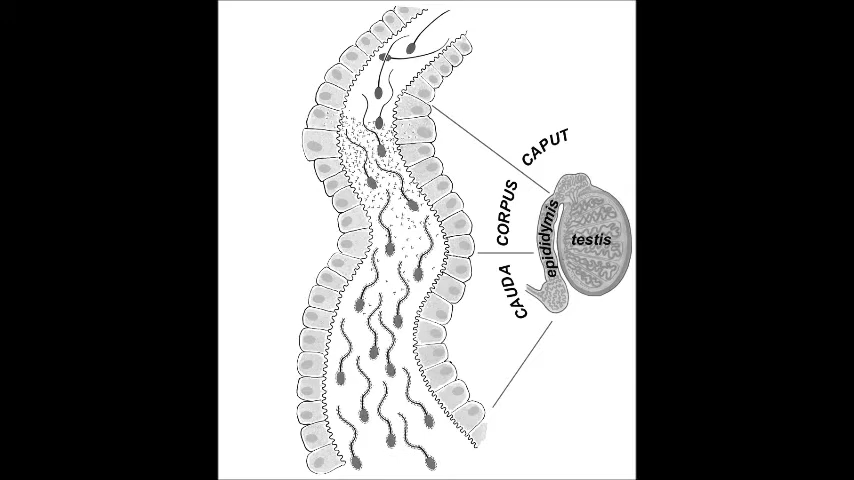 CAPUT
CORPUS
CAUDA
epididymis
testis